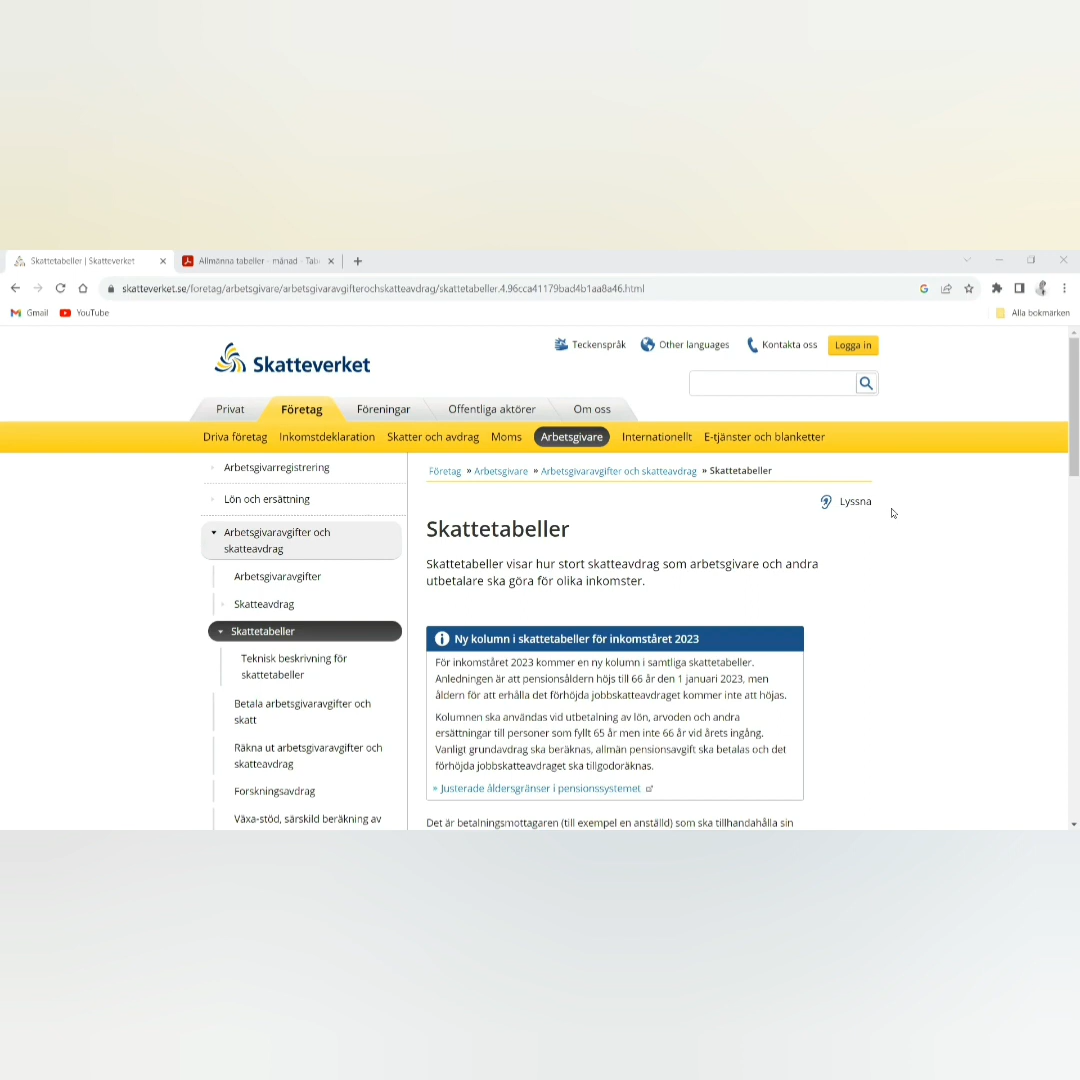 Skattetabeller | Skatteverket
Allmänna tabeller - månad - Tab
skatteverket.se/foretag/arbetsgivare/arbetsgivaravgifterochskatteavdrag/skattetabeller.4.96cca41179bad4b1aa8a46.html
Gmail YouTube Alla bokmärken
Teckenspråk Other languages Kontakta oss Logga in
Skatteverket
Privat Företag Föreningar Offentliga aktörer Om oss
Driva företag Inkomstdeklaration Skatter och avdrag Moms Arbetsgivare Internationellt E-tjänster och blanketter
Arbetsgivarregistrering
Lön och ersättning
Arbetsgivaravgifter och
skatteavdrag
Arbetsgivaravgifter
Skatteavdrag
Skattetabeller
Teknisk beskrivning för
skattetabeller
Betala arbetsgivaravgifter och
skatt
Räkna ut arbetsgivaravgifter och
skatteavdrag
Forskningsavdrag
Växa-stöd, särskild beräkning av
Företag » Arbetsgivare » Arbetsgivaravgifter och skatteavdrag » Skattetabeller
Lyssna
Skattetabeller
Skattetabeller visar hur stort skatteavdrag som arbetsgivare och andra
utbetalare ska göra för olika inkomster.
Ny kolumn i skattetabeller för inkomståret 2023
För inkomståret 2023 kommer en ny kolumn i samtliga skattetabeller.
Anledningen är att pensionsåldern höjs till 66 år den 1 januari 2023, men
åldern för att erhålla det förhöjda jobbskatteavdraget kommer inte att höjas.
Kolumnen ska användas vid utbetalning av lön, arvoden och andra
ersättningar till personer som fyllt 65 år men inte 66 år vid årets ingång.
Vanligt grundavdrag ska beräknas, allmän pensionsavgift ska betalas och det
förhöjda jobbskatteavdraget ska tillgodoräknas.
» Justerade åldersgränser i pensionssystemet
Det är betalningsmottagaren (till exempel en anställd) som ska tillhandahålla sin